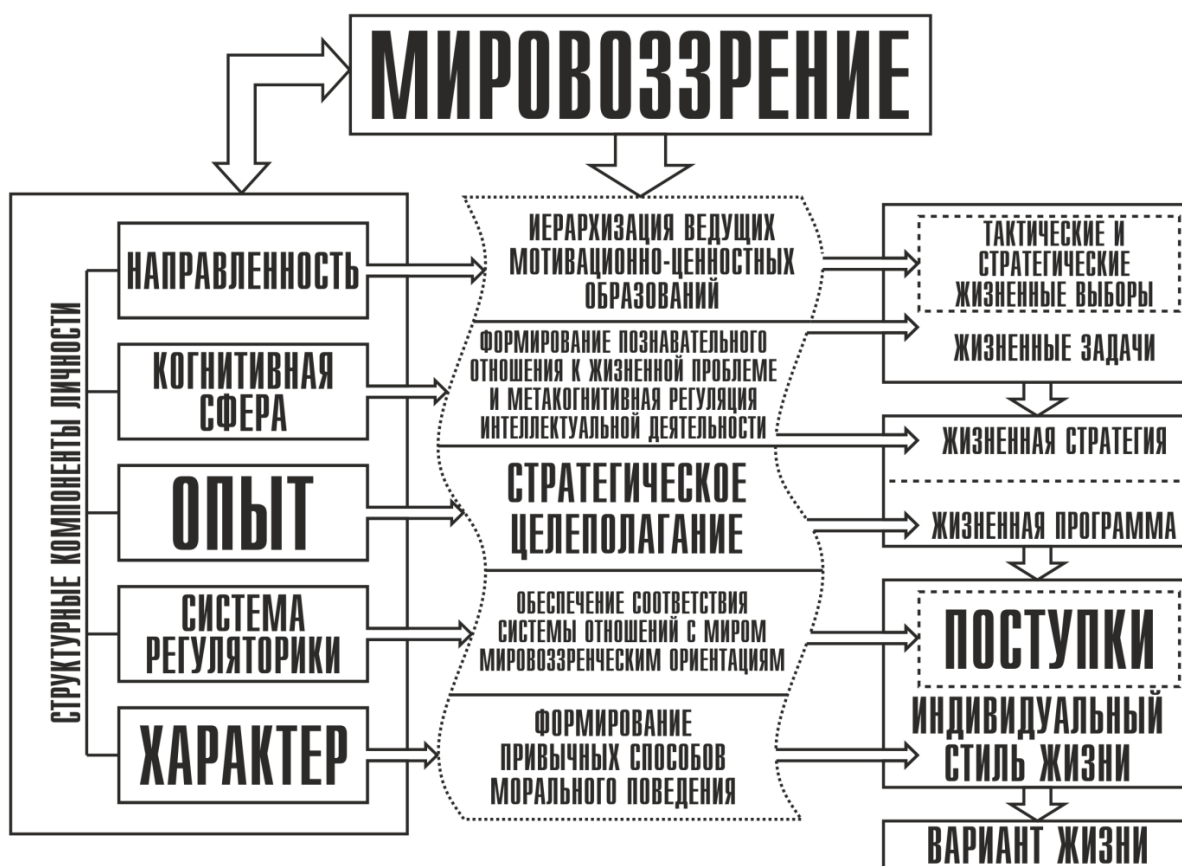 МИРОВОЗЗРЕНИЕ
СТРУКТУРНЫЕ КОМПОНЕНТЫ ЛИЧНОСТИ
НАПРАВЛЕННОСТЬ
КОГНИТИВНАЯ
СФЕРА
ОПЫТ
СИСТЕМА
РЕГУЛЯТОРИКИ
ХАРАКТЕР
ИЕРАРХИЗАЦИЯ ВЕДУЩИХ
МОТИВАЦИОННО-ЦЕННОСТНЫХ
ОБРАЗОВАНИЙ
ФОРМИРОВАНИЕ ПОЗНАВАТЕЛЬНОГО
ОТНОШЕНИЯ К ЖИЗНЕННОЙ ПРОБЛЕМЕ
И МЕТАКОГНИТИВНАЯ РЕГУЛЯЦИЯ
ИНТЕЛЛЕКТУАЛЬНОЙ ДЕЯТЕЛЬНОСТИ
СТРАТЕГИЧЕСКОЕ
ЦЕЛЕПОЛАГАНИЕ
ОБЕСПЕЧЕНИЕ СООТВЕТСТВИЯ
СИСТЕМЫ ОТНОШЕНИЙ С МИРОМ
МИРОВОЗЗРЕНЧЕСКИМ ОРИЕНТАЦИЯМ
ФОРМИРОВАНИЕ
ПРИВЫЧНЫХ СПОСОБОВ
МОРАЛЬНОГО ПОВЕДЕНИЯ
ТАКТИЧЕСКИЕ И
СТРАТЕГИЧЕСКИЕ
ЖИЗНЕННЫЕ ВЫБОРЫ
ЖИЗНЕННЫЕ ЗАДАЧИ
ЖИЗНЕННАЯ СТРАТЕГИЯ
ЖИЗНЕННАЯ ПРОГРАММА
ПОСТУПКИ
ИНДИВИДУАЛЬНЫЙ
СТИЛЬ ЖИЗНИ
ВАРИАНТ ЖИЗНИ